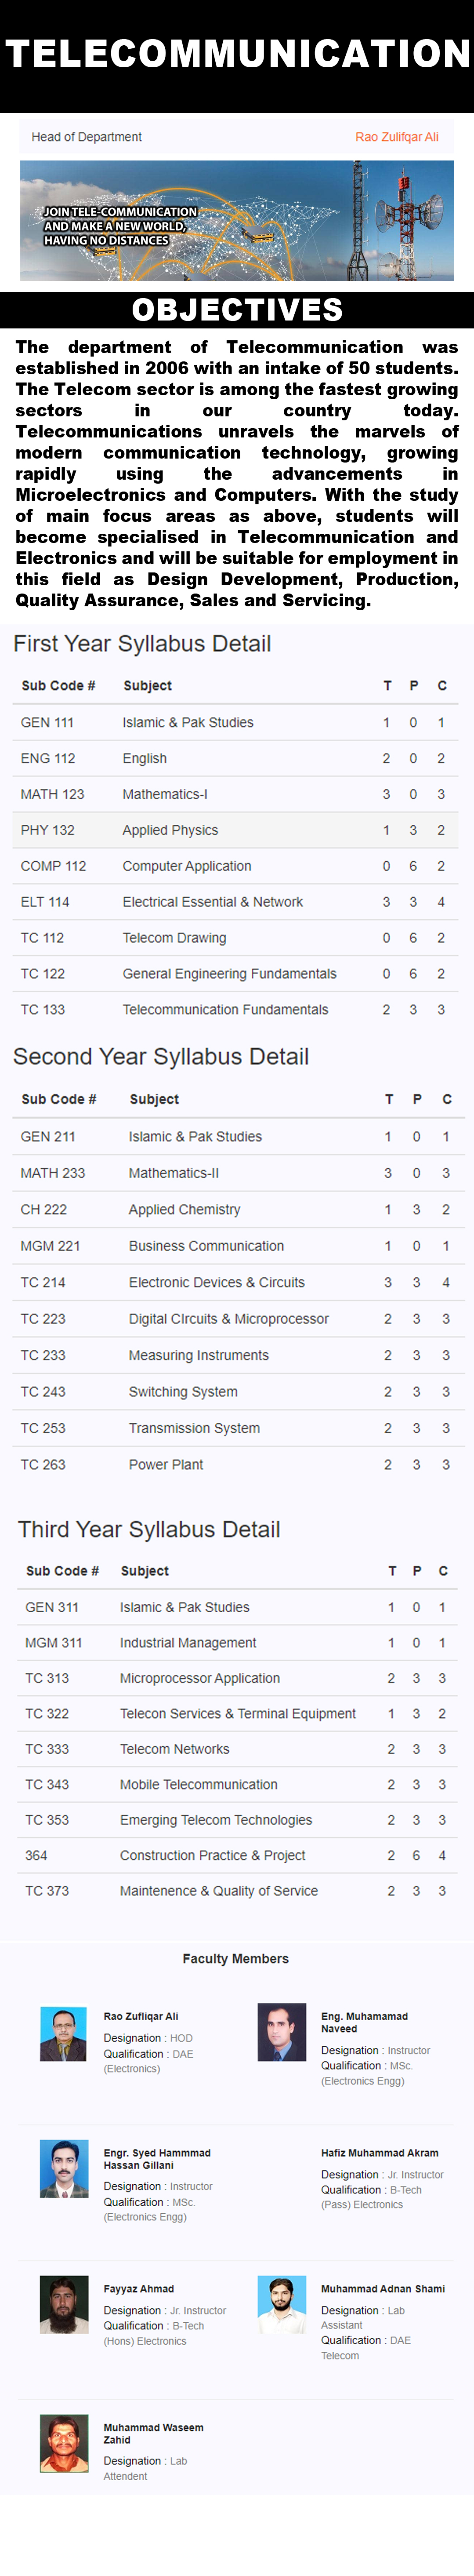 TELECOMMUNICATION
Head of Department Rao Zulifqar Ali
JOIN TELE-COMMUNICATION
AND MAKE A NEW WORLD,
HAVING NO DISTANCES
OBJECTIVES
The department of Telecommunication was
established in 2006 with an intake of 50 students.
The Telecom sector is among the fastest growing
sectors in our country today.
Telecommunications unravels the marvels of
modern communication technology, growing
rapidly using the advancements in
Microelectronics and Computers. With the study
of main focus areas as above, students will
become specialised in Telecommunication and
Electronics and will be suitable for employment in
this field as Design Development, Production,
Quality Assurance, Sales and Servicing.
First Year Syllabus Detail
Sub Code # Subject T P C
GEN 111 Islamic & Pak Studies 1 0 1
ENG 112 English 2 0 2
MATH 123 Mathematics-I 3 0 3
PHY 132 Applied Physics 1 3 2
COMP 112 Computer Application 0 6 2
ELT 114 Electrical Essential & Network 3 3 4
TC 112 Telecom Drawing 0 6 2
TC 122 General Engineering Fundamentals 0 6 2
TC 133 Telecommunication Fundamentals 2 3 3
Second Year Syllabus Detail
Sub Code # Subject T P C
GEN 211 Islamic & Pak Studies 1 0 1
MATH 233 Mathematics-II 3 0 3
CH 222 Applied Chemistry 1 3 2
MGM 221 Business Communication 1 0 1
TC 214 Electronic Devices & Circuits 3 3 4
TC 223 Digital CIrcuits & Microprocessor 2 3 3
TC 233 Measuring Instruments 2 3 3
TC 243 Switching System 2 3 3
TC 253 Transmission System 2 3 3
TC 263 Power Plant 2 3 3
Third Year Syllabus Detail
Sub Code # Subject T P C
GEN 311 Islamic & Pak Studies 1 0 1
MGM 311 Industrial Management 1 0 1
TC 313 Microprocessor Application 2 3 3
TC 322 Telecon Services & Terminal Equipment 1 3 2
TC 333 Telecom Networks 2 3 3
TC 343 Mobile Telecommunication 2 3 3
TC 353 Emerging Telecom Technologies 2 3 3
364 Construction Practice & Project 2 6 4
TC 373 Maintenence & Quality of Service 2 3 3
Faculty Members
Rao Zufliqar Ali
Designation : HOD
Qualification : DAE
(Electronics)
Eng. Muhamamad
Naveed
Designation : Instructor
Qualification : MSc.
(Electronics Engg)
Engr. Syed Hammmad
Hassan Gillani
Designation : Instructor
Qualification : MSc.
(Electronics Engg)
Hafiz Muhammad Akram
Designation : Jr. Instructor
Qualification : B-Tech
(Pass) Electronics
Fayyaz Ahmad
Designation : Jr. Instructor
Qualification : B-Tech
(Hons) Electronics
Muhammad Adnan Shami
Designation : Lab
Assistant
Qualification : DAE
Telecom
Muhammad Waseem
Zahid
Designation : Lab
Attendent